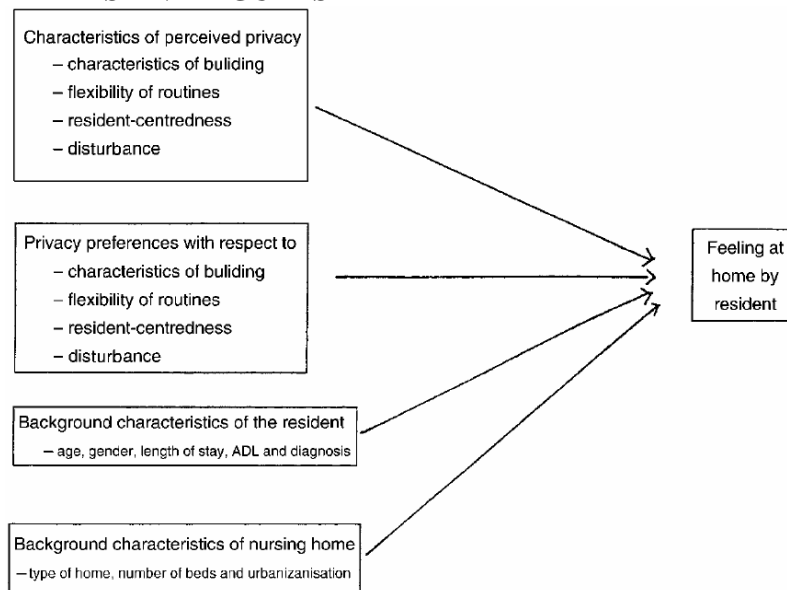 Characteristics of perceived privacy
– characteristics of buliding
– flexibility of routines
– resident-centredness
– disturbance
Privacy preferences with respect to
– characteristics of buliding
– flexibility of routines
– resident-centredness
– disturbance
Feeling at
home by
resident
Background characteristics of the resident
– age, gender, length of stay, ADL and diagnosis
Background characteristics of nursing home
– type of home, number of beds and urbanizanisation